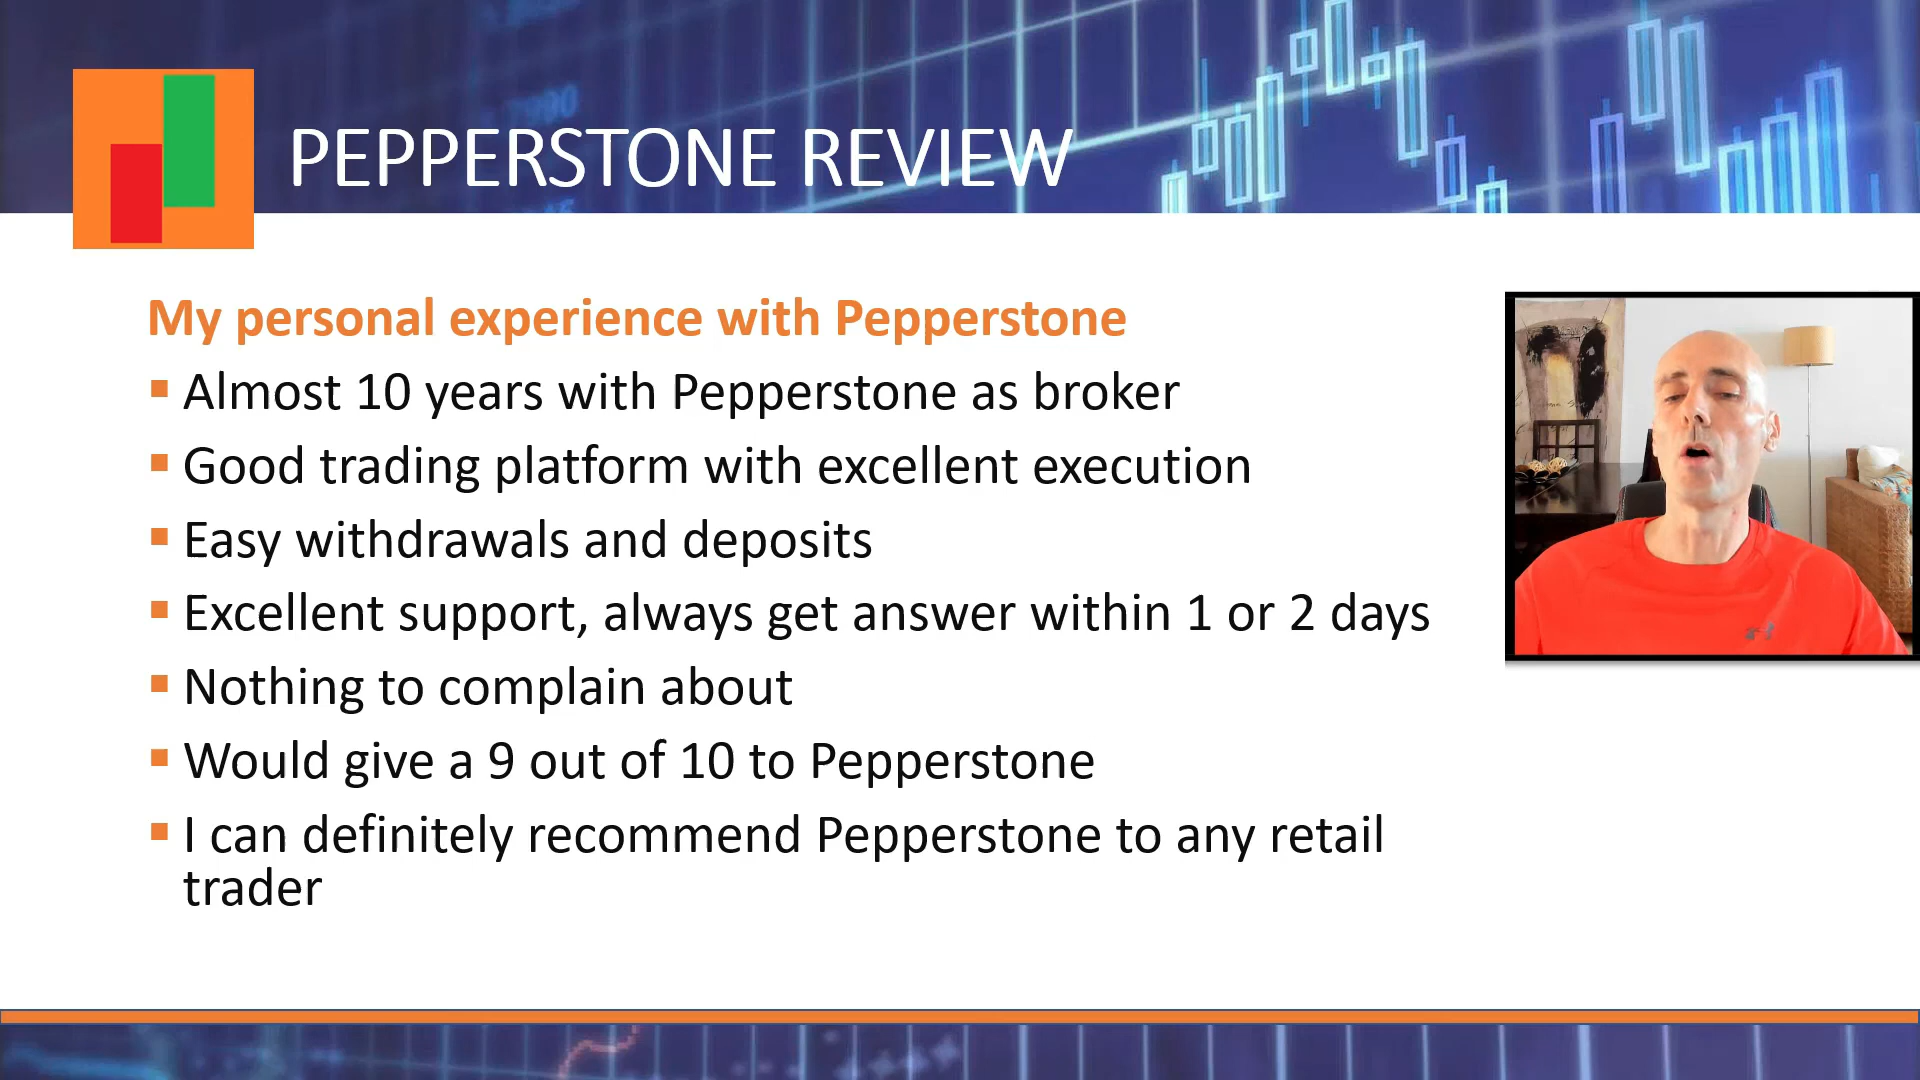 PEPPERSTONE REVIEW
My personal experience with Pepperstone
Almost 10 years with Pepperstone as broker
Good trading platform with excellent execution
Easy withdrawals and deposits
Excellent support, always get answer within 1 or 2 days
Nothing to complain about
Would give a 9 out of 10 to Pepperstone
I can definitely recommend Pepperstone to any retail
trader